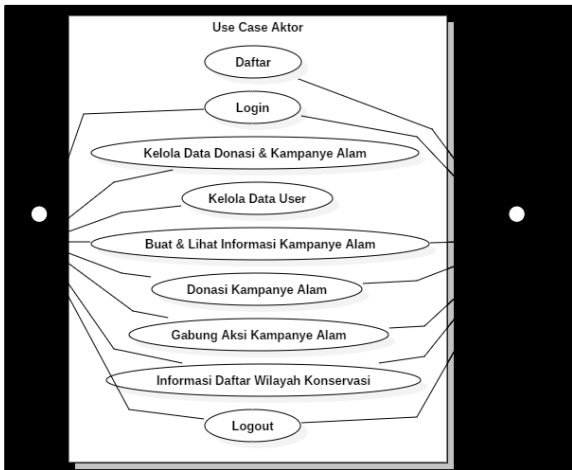 Use Case Aktor
Daftar
Login
Kelola Data Donasi & Kampanye Alam
Kelola Data User
Buat & Lihat Informasi Kampanye Alam
Donasi Kampanye Alam
Gabung Aksi Kampanye Alam
Informasi Daftar Wilayah Konservasi
Logout